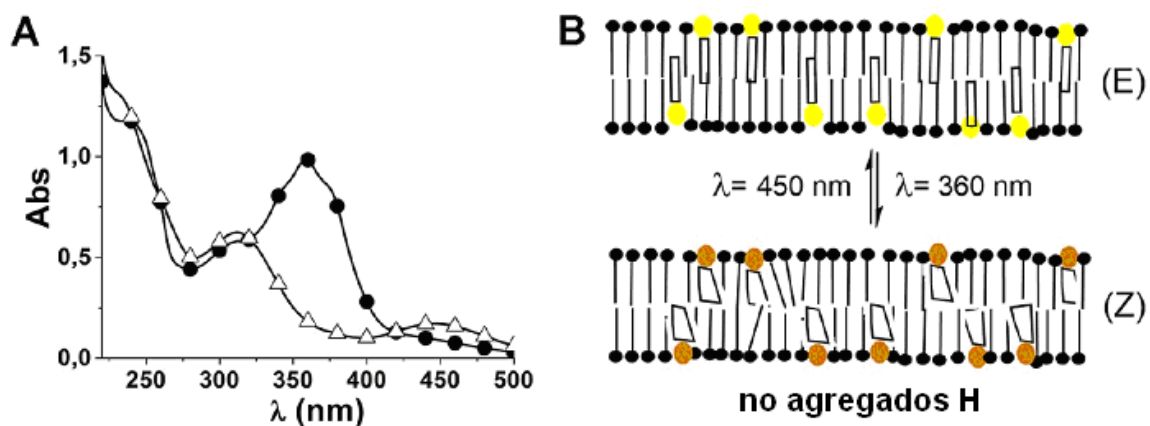 A
Abs
1,5
1,0
0,5
0,0
250 300 350 400 450 500
λ (nm)
B
(E)
λ= 450 nm λ= 360 nm
(Z)
no agregados H